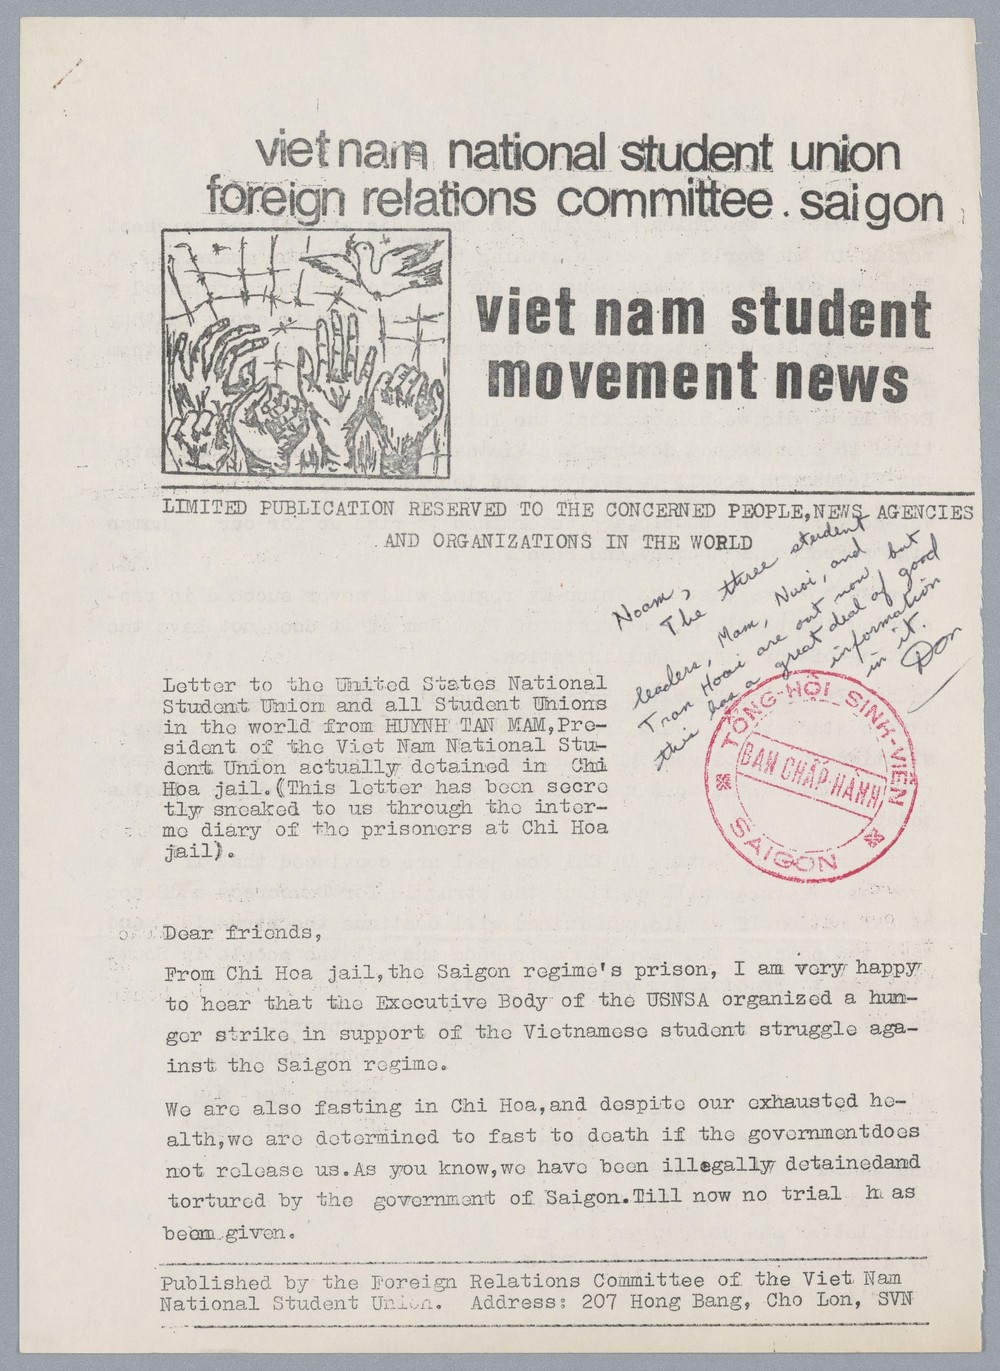 viet nam national student union
foreign relations committee. saigon
viet nam student
movement news
LIMITED PUBLICATION RESERVED TO THE CONCERNED PEOPLE,NEWS AGENCIES
AND ORGANIZATIONS IN THE WORLD
Noam,
The three student
leaders, Mam, Nuoi, and
Tran Hoai are out now, but
this has a great deal of good
information
in it.
Don
Letter to the United States National
Student Union and all Student Unions
in the world from HUYNH TAN MAM,Pre-
sident of the Viet Nam National Stu-
dent Union actually detained in Chi
Hoa jail.(This letter has been secre
tly sneaked to us through the inter-
me diary of the prisoners at Chi Hoa
jail).
TỔNG-HỘI SINH-VIÊN
BAN CHẤP-HÀNH
SAIGON
Dear friends,
From Chi Hoa jail,the Saigon regime's prison, I am very happy
to hear that the Executive Body of the USNSA organized a hun-
ger strike in support of the Vietnamese student struggle aga-
inst the Saigon regime.
We are also fasting in Chi Hoa,and despite our exhausted he-
alth,we are determined to fast to death if the governmentdoes
not release us.As you know,we have been illegally detainedand
tortured by the government of Saigon.Till now no trial h as
been given.
Published by the Foreign Relations Committee of the Viet Nam
National Student Union. Address: 207 Hong Bang, Cho Lon, SVN